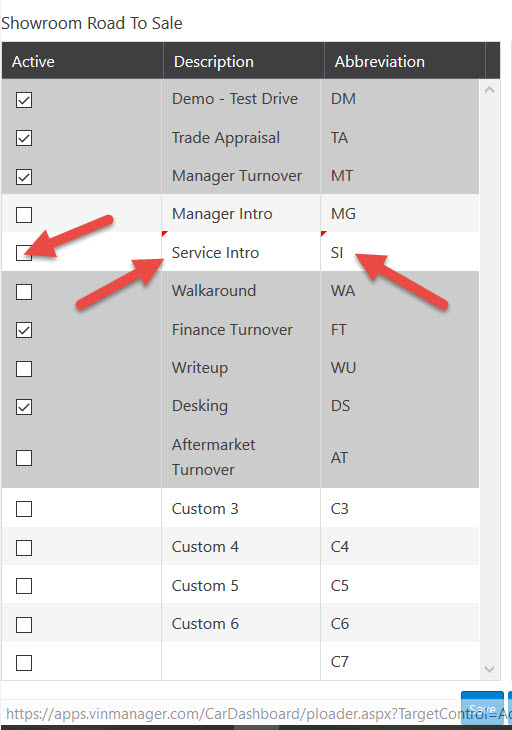 Showroom Road To Sale
Active Description Abbreviation
Demo - Test Drive DM
Trade Appraisal TA
Manager Turnover MT
Manager Intro MG
Service Intro SI
Walkaround WA
Finance Turnover FT
Writeup WU
Desking DS
Aftermarket
Turnover AT
Custom 3 C3
Custom 4 C4
Custom 5 C5
Custom 6 C6
C7
Save
https://apps.vinmanager.com/CarDashboard/ploader.aspx?TargetControl=Ac